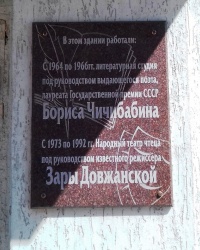 В этом здании работали:
С 1964 по 1966гг. литературная студия
под руководством выдающегося поэта,
лауреата Государственной премии СССР
Бориса Чичибабина
С 1973 по 1992 гг. Народный театр чтеца
под руководством известного режиссера
Зары Довжанской